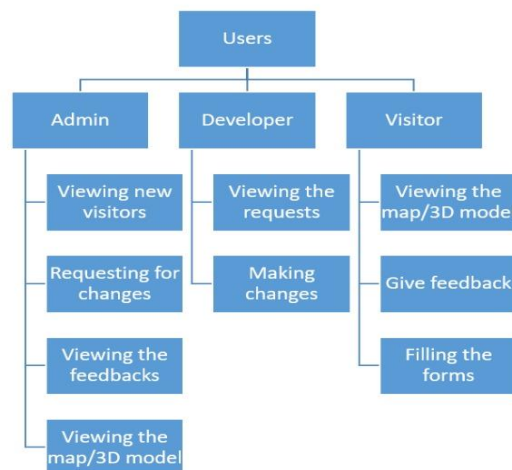 Users
Admin
Developer
Visitor
Viewing new
visitors
Requesting for
changes
Viewing the
feedbacks
Viewing the
map/3D model
Viewing the
requests
Making
changes
Viewing the
map/3D model
Give feedback
Filling the
forms